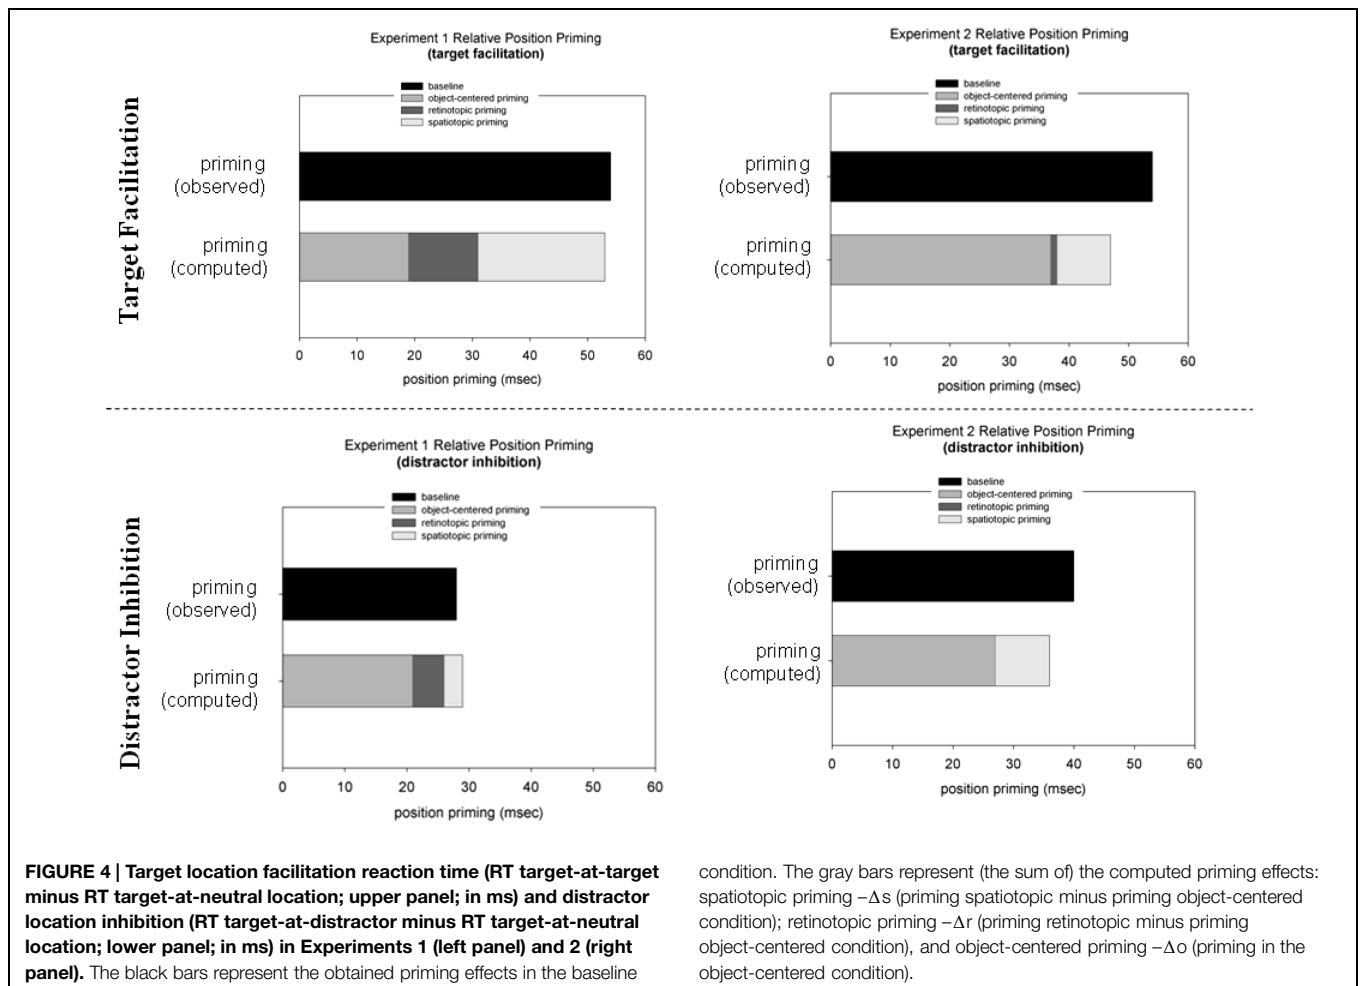 Target Facilitation
Experiment 1 Relative Position Priming
(target facilitation)
baseline
object-centered priming
retinotopic priming
spatiotopic priming
priming
(observed)
priming
(computed)
0 10 20 30 40 50 60
position priming (msec)
Experiment 2 Relative Position Priming
(target facilitation)
baseline
object-centered priming
retinotopic priming
spatiotopic priming
priming
(observed)
priming
(computed)
0 10 20 30 40 50 60
position priming (msec)
Distractor Inhibition
Experiment 1 Relative Position Priming
(distractor inhibition)
baseline
object-centered priming
retinotopic priming
spatiotopic priming
priming
(observed)
priming
(computed)
0 10 20 30 40 50 60
position priming (msec)
Experiment 2 Relative Position Priming
(distractor inhibition)
baseline
object-centered priming
retinotopic priming
spatiotopic priming
priming
(observed)
priming
(computed)
0 10 20 30 40 50 60
position priming (msec)
FIGURE 4 | Target location facilitation reaction time (RT target-at-target
minus RT target-at-neutral location; upper panel; in ms) and distractor
location inhibition (RT target-at-distractor minus RT target-at-neutral
location; lower panel; in ms) in Experiments 1 (left panel) and 2 (right
panel). The black bars represent the obtained priming effects in the baseline
condition. The gray bars represent (the sum of) the computed priming effects:
spatiotopic priming –Δs (priming spatiotopic minus priming object-centered
condition); retinotopic priming –Δr (priming retinotopic minus priming
object-centered condition), and object-centered priming –Δo (priming in the
object-centered condition).